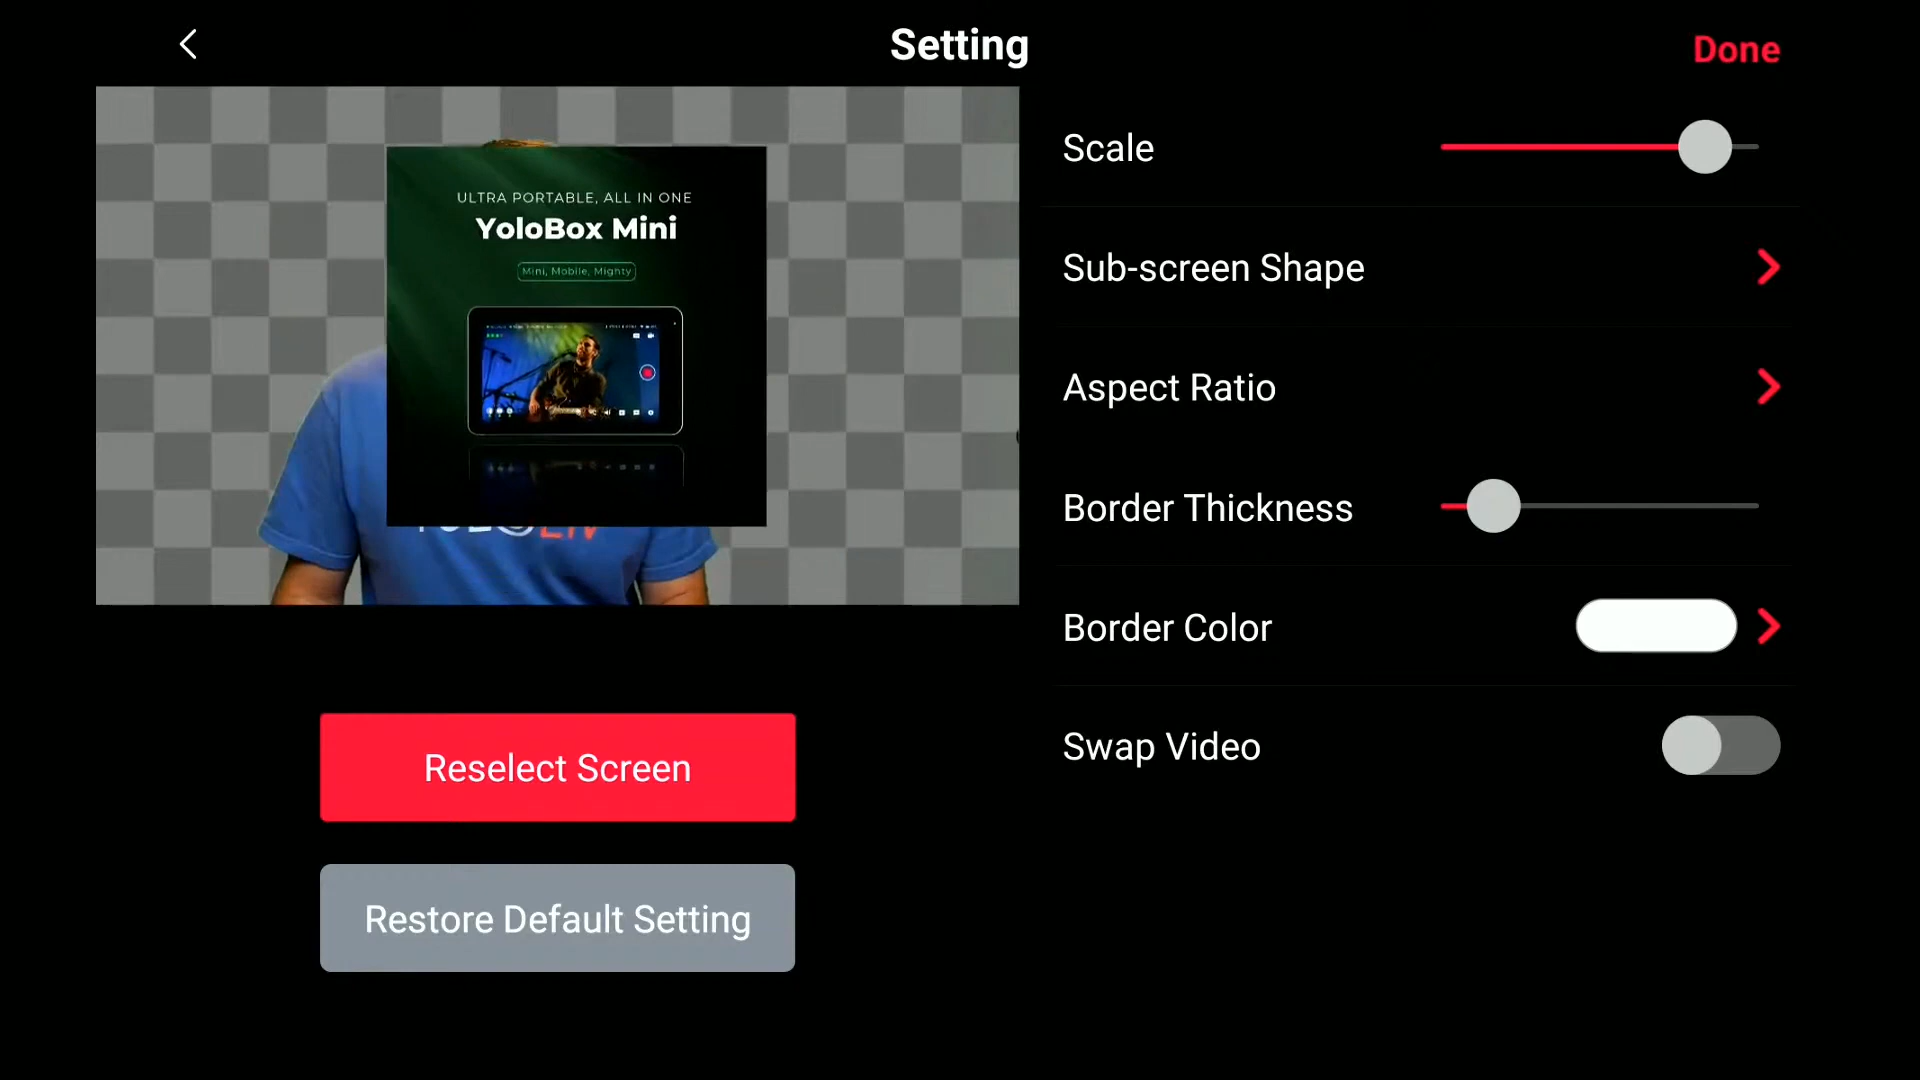 Setting
Done
ULTRA PORTABLE, ALL IN ONE
YoloBox Mini
Mini, Mobile, Mighty
Scale
Sub-screen Shape
Aspect Ratio
Border Thickness
Border Color
Swap Video
Reselect Screen
Restore Default Setting